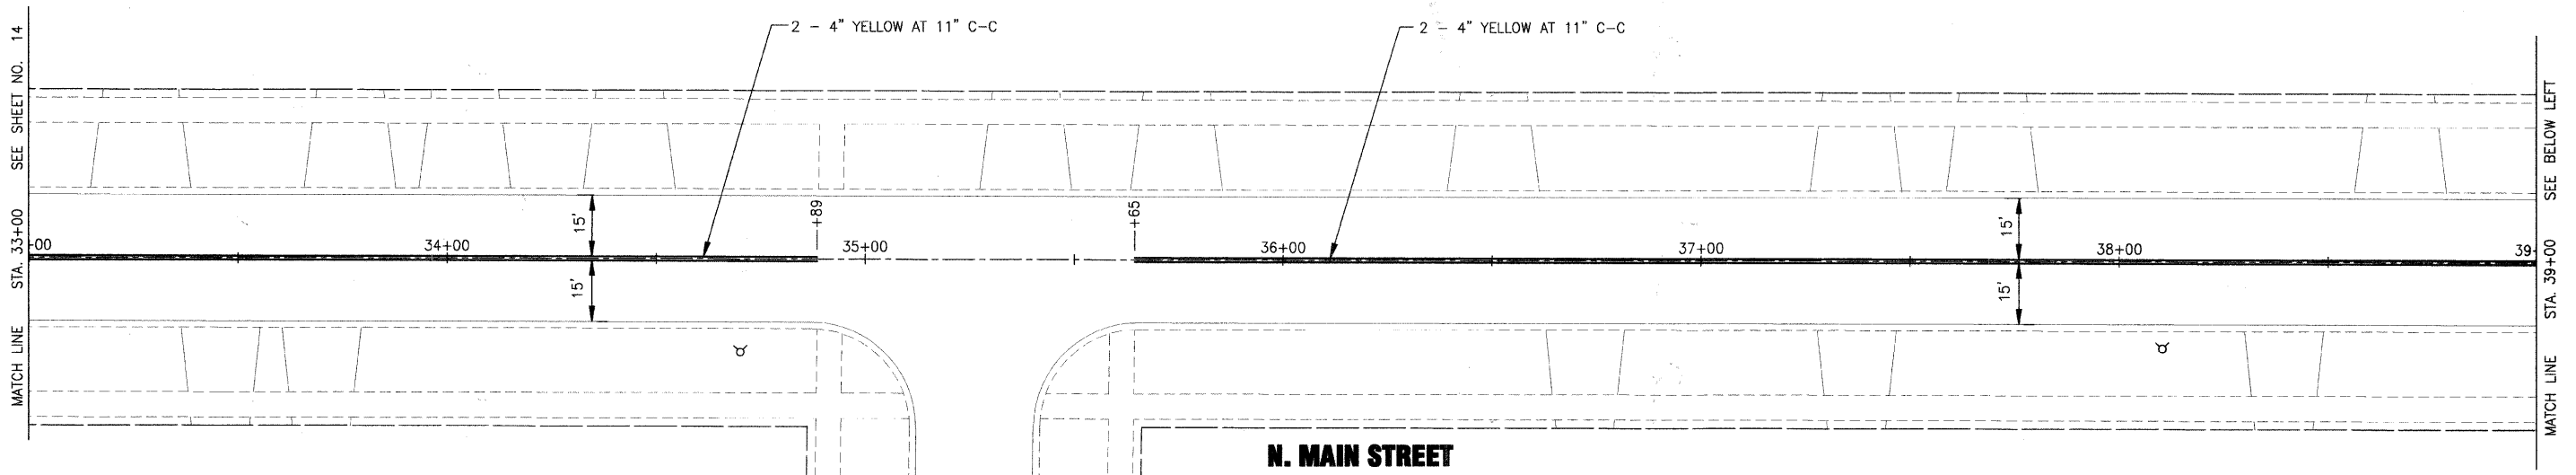 2 - 4" YELLOW AT 11" C-C
2 - 4" YELLOW AT 11" C-C
SEE SHEET NO. 14
STA. 33+00
MATCH LINE
+00
34+00
35+00
36+00
37+00
38+00
39
+89
+65
15'
15'
15'
15'
SEE BELOW LEFT
STA. 39+00
MATCH LINE
N. MAIN STREET